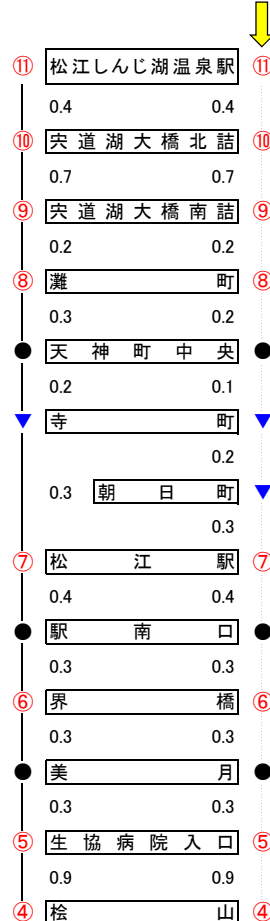 ⑪ 松江しんじ湖温泉駅 ⑪
0.4 0.4
⑩ 宍道湖大橋北詰 ⑩
0.7 0.7
⑨ 宍道湖大橋南詰 ⑨
0.2 0.2
⑧ 灘町 ⑧
0.3 0.2
● 天神町中央 ●
0.2 0.1
▼ 寺町 ▼
0.2
0.3 朝日町 ▼
0.3
⑦ 松江駅 ⑦
0.4 0.4
● 駅南口 ●
0.3 0.3
⑥ 界橋 ⑥
0.3 0.3
● 美月 ●
0.3 0.3
⑤ 生協病院入口 ⑤
0.9 0.9
④ 桧山 ④